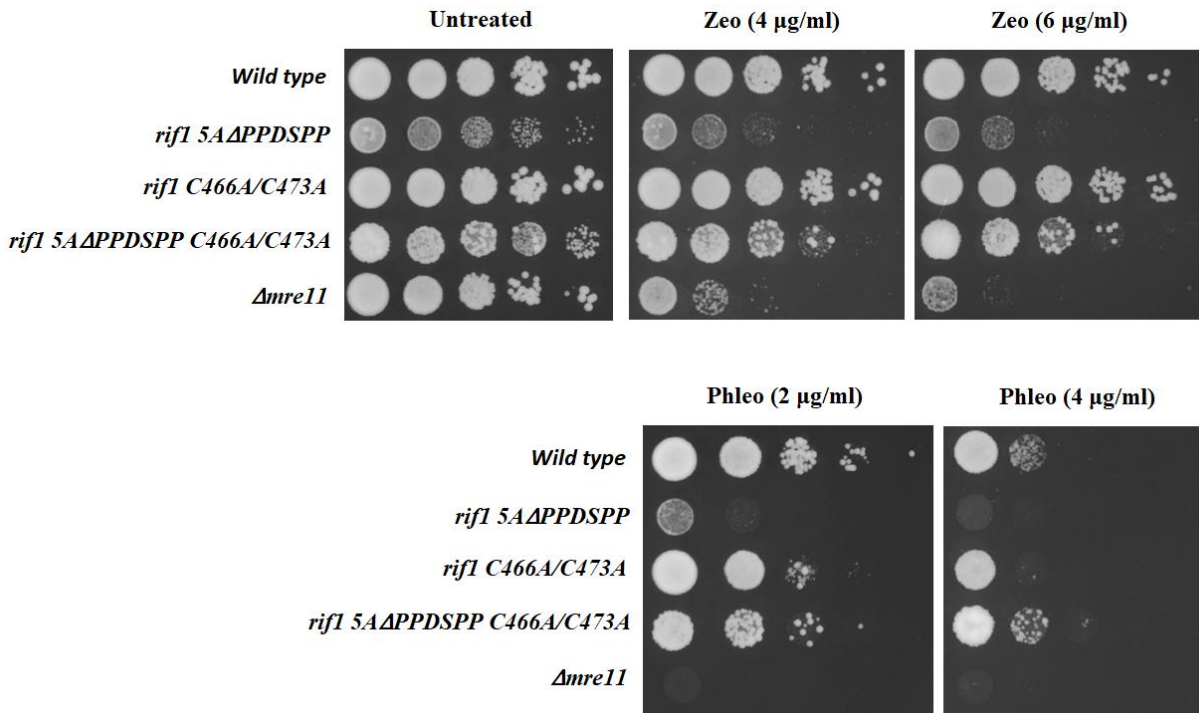 Untreated Zeo (4 µg/ml) Zeo (6 µg/ml)
Wild type
rif1 5AΔPPDSPP
rif1 C466A/C473A
rif1 5AΔPPDSPP C466A/C473A
Δmre11
Phleo (2 µg/ml) Phleo (4 µg/ml)
Wild type
rif1 5AΔPPDSPP
rif1 C466A/C473A
rif1 5AΔPPDSPP C466A/C473A
Δmre11